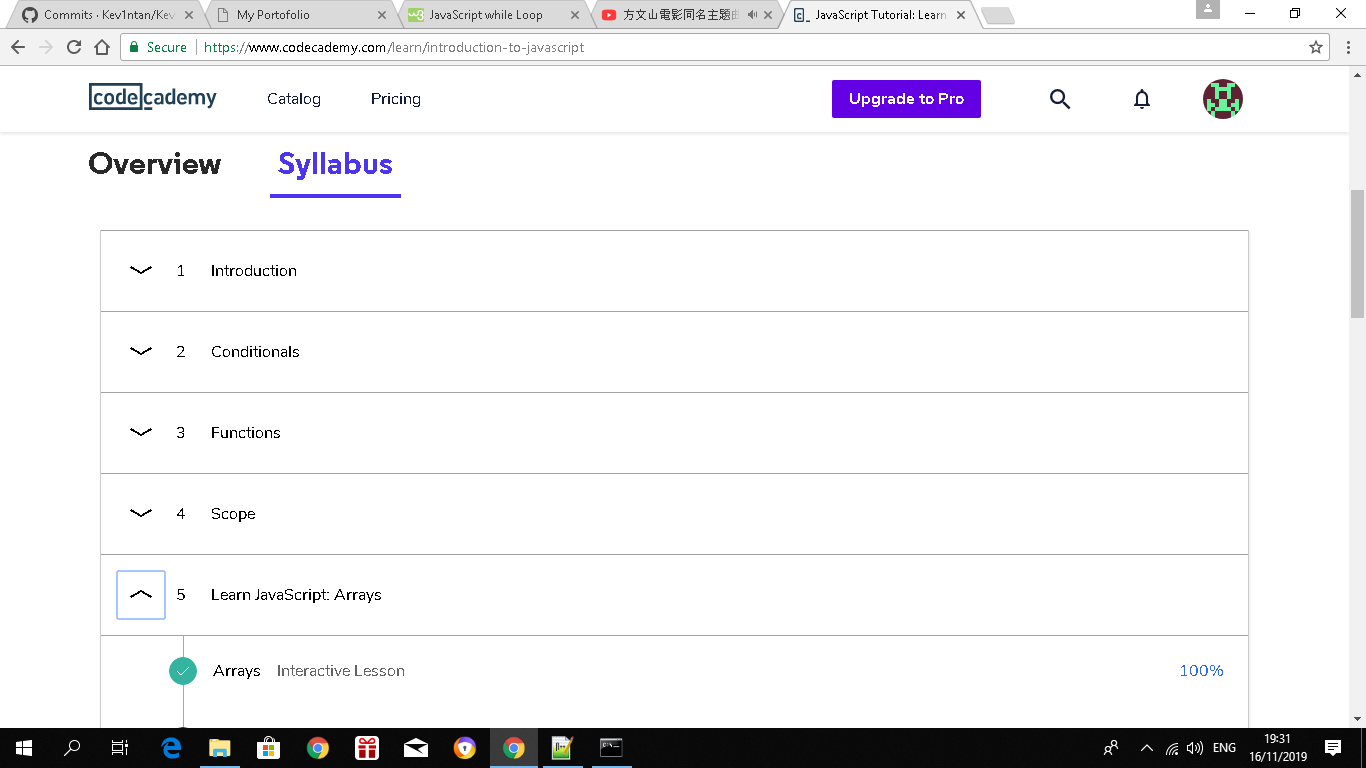 Commits · Kev1ntan/Kev
My Portofolio
JavaScript while Loop
方文山電影同名主題曲
JavaScript Tutorial: Learn
Secure
https://www.codecademy.com/learn/introduction-to-javascript
codecademy
Catalog
Pricing
Upgrade to Pro
Overview
Syllabus
1 Introduction
2 Conditionals
3 Functions
4 Scope
5 Learn JavaScript: Arrays
Arrays Interactive Lesson 100%
ENG
19:31
16/11/2019